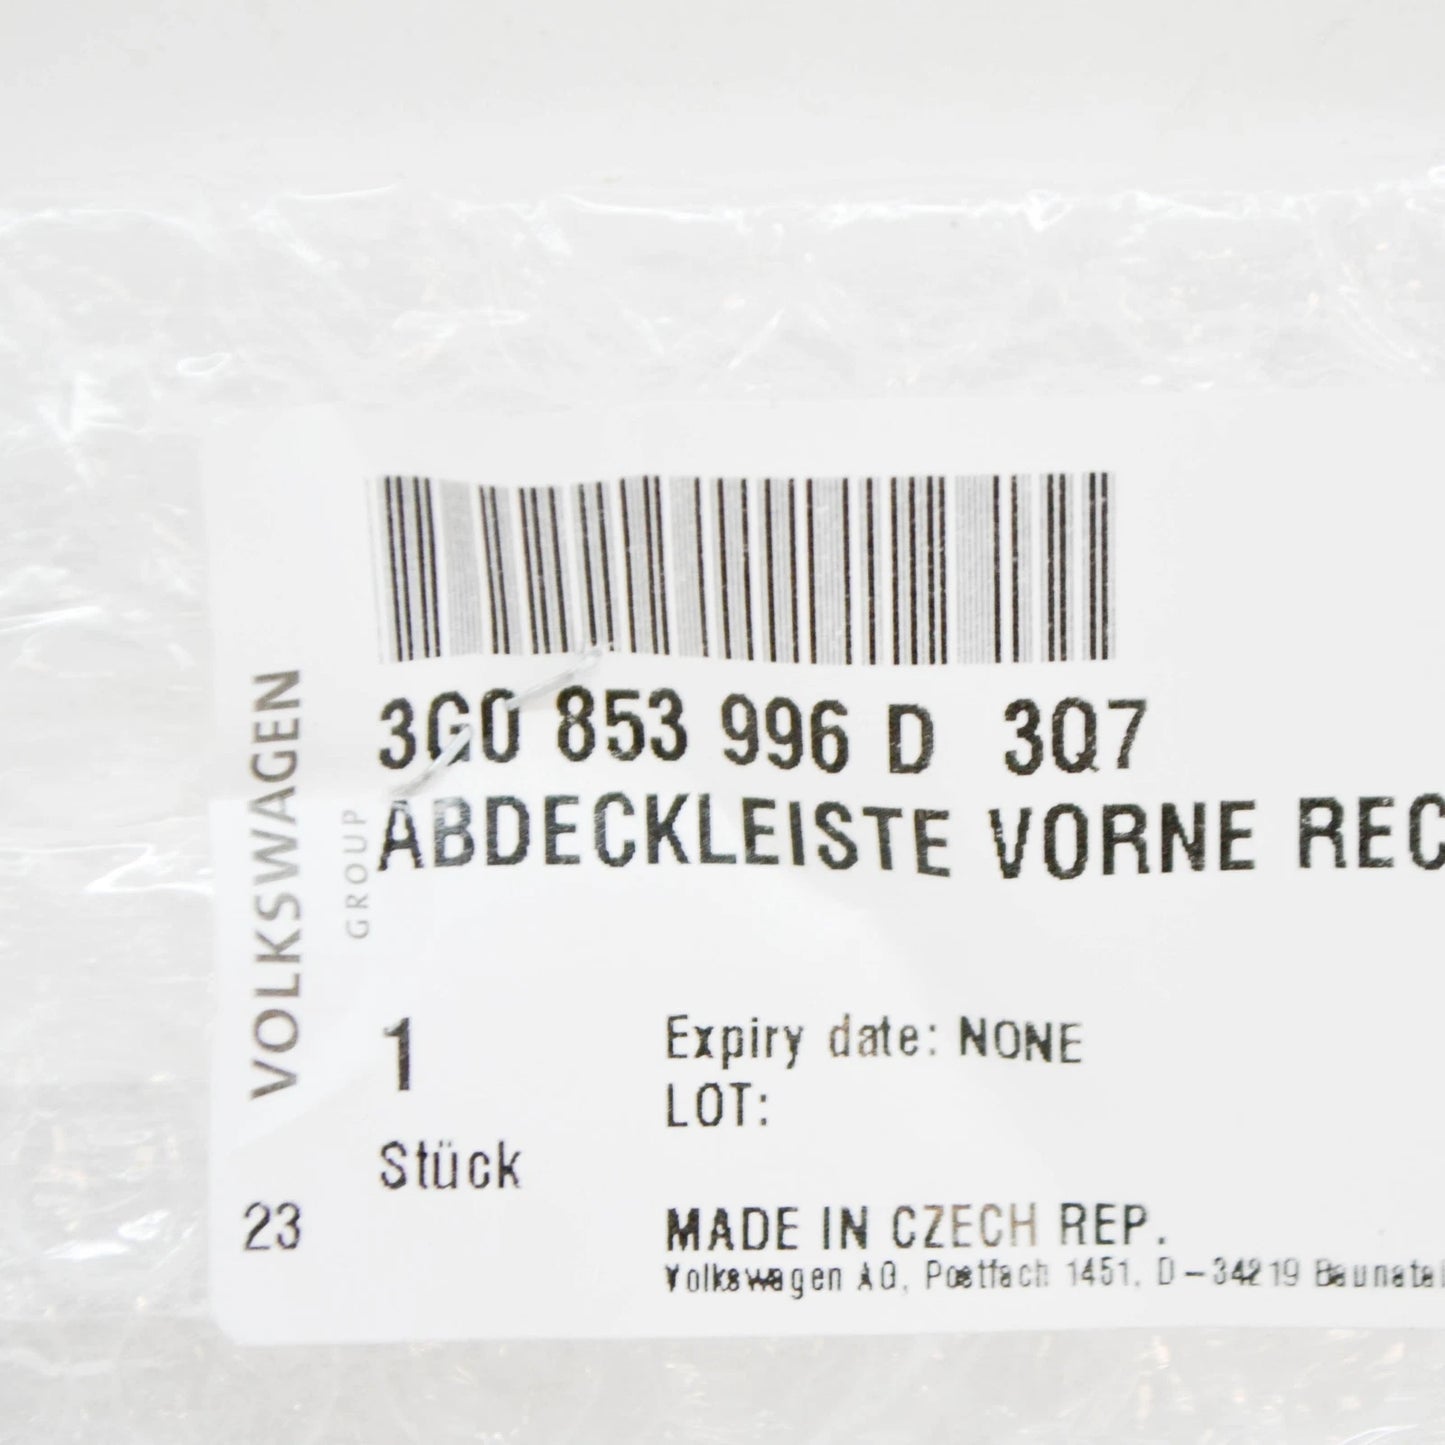 3G0 853 996 D 3Q7
ABDECKLEISTE VORNE REC
VOLKSWAGEN
GROUP
1
Stück
Expiry date: NONE
LOT:
23
MADE IN CZECH REP.
Volkswagen AG, Postfach 1451, D-34219 Baunatal